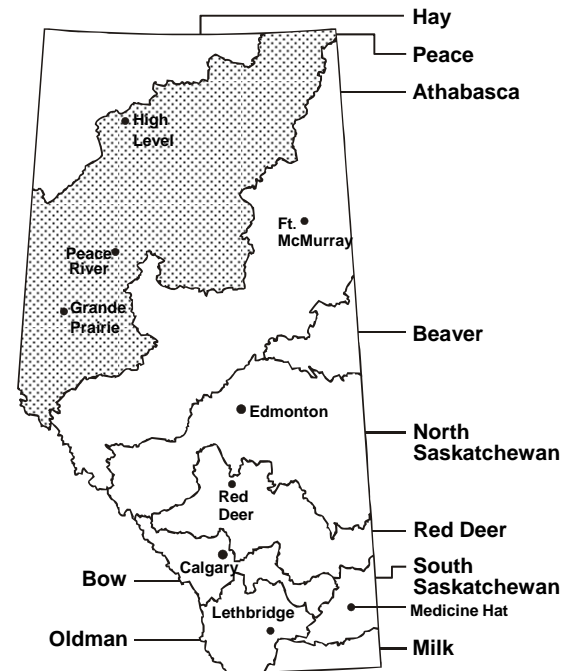 Hay
Peace
Athabasca
High
Level
Ft.
McMurray
Peace
River
Grande
Prairie
Beaver
Edmonton
North
Saskatchewan
Red
Deer
Red Deer
Calgary
South
Saskatchewan
Bow
Medicine Hat
Lethbridge
Oldman
Milk